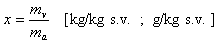 x = m_v / m_a [kg/kg s.v. ; g/kg s.v. ]